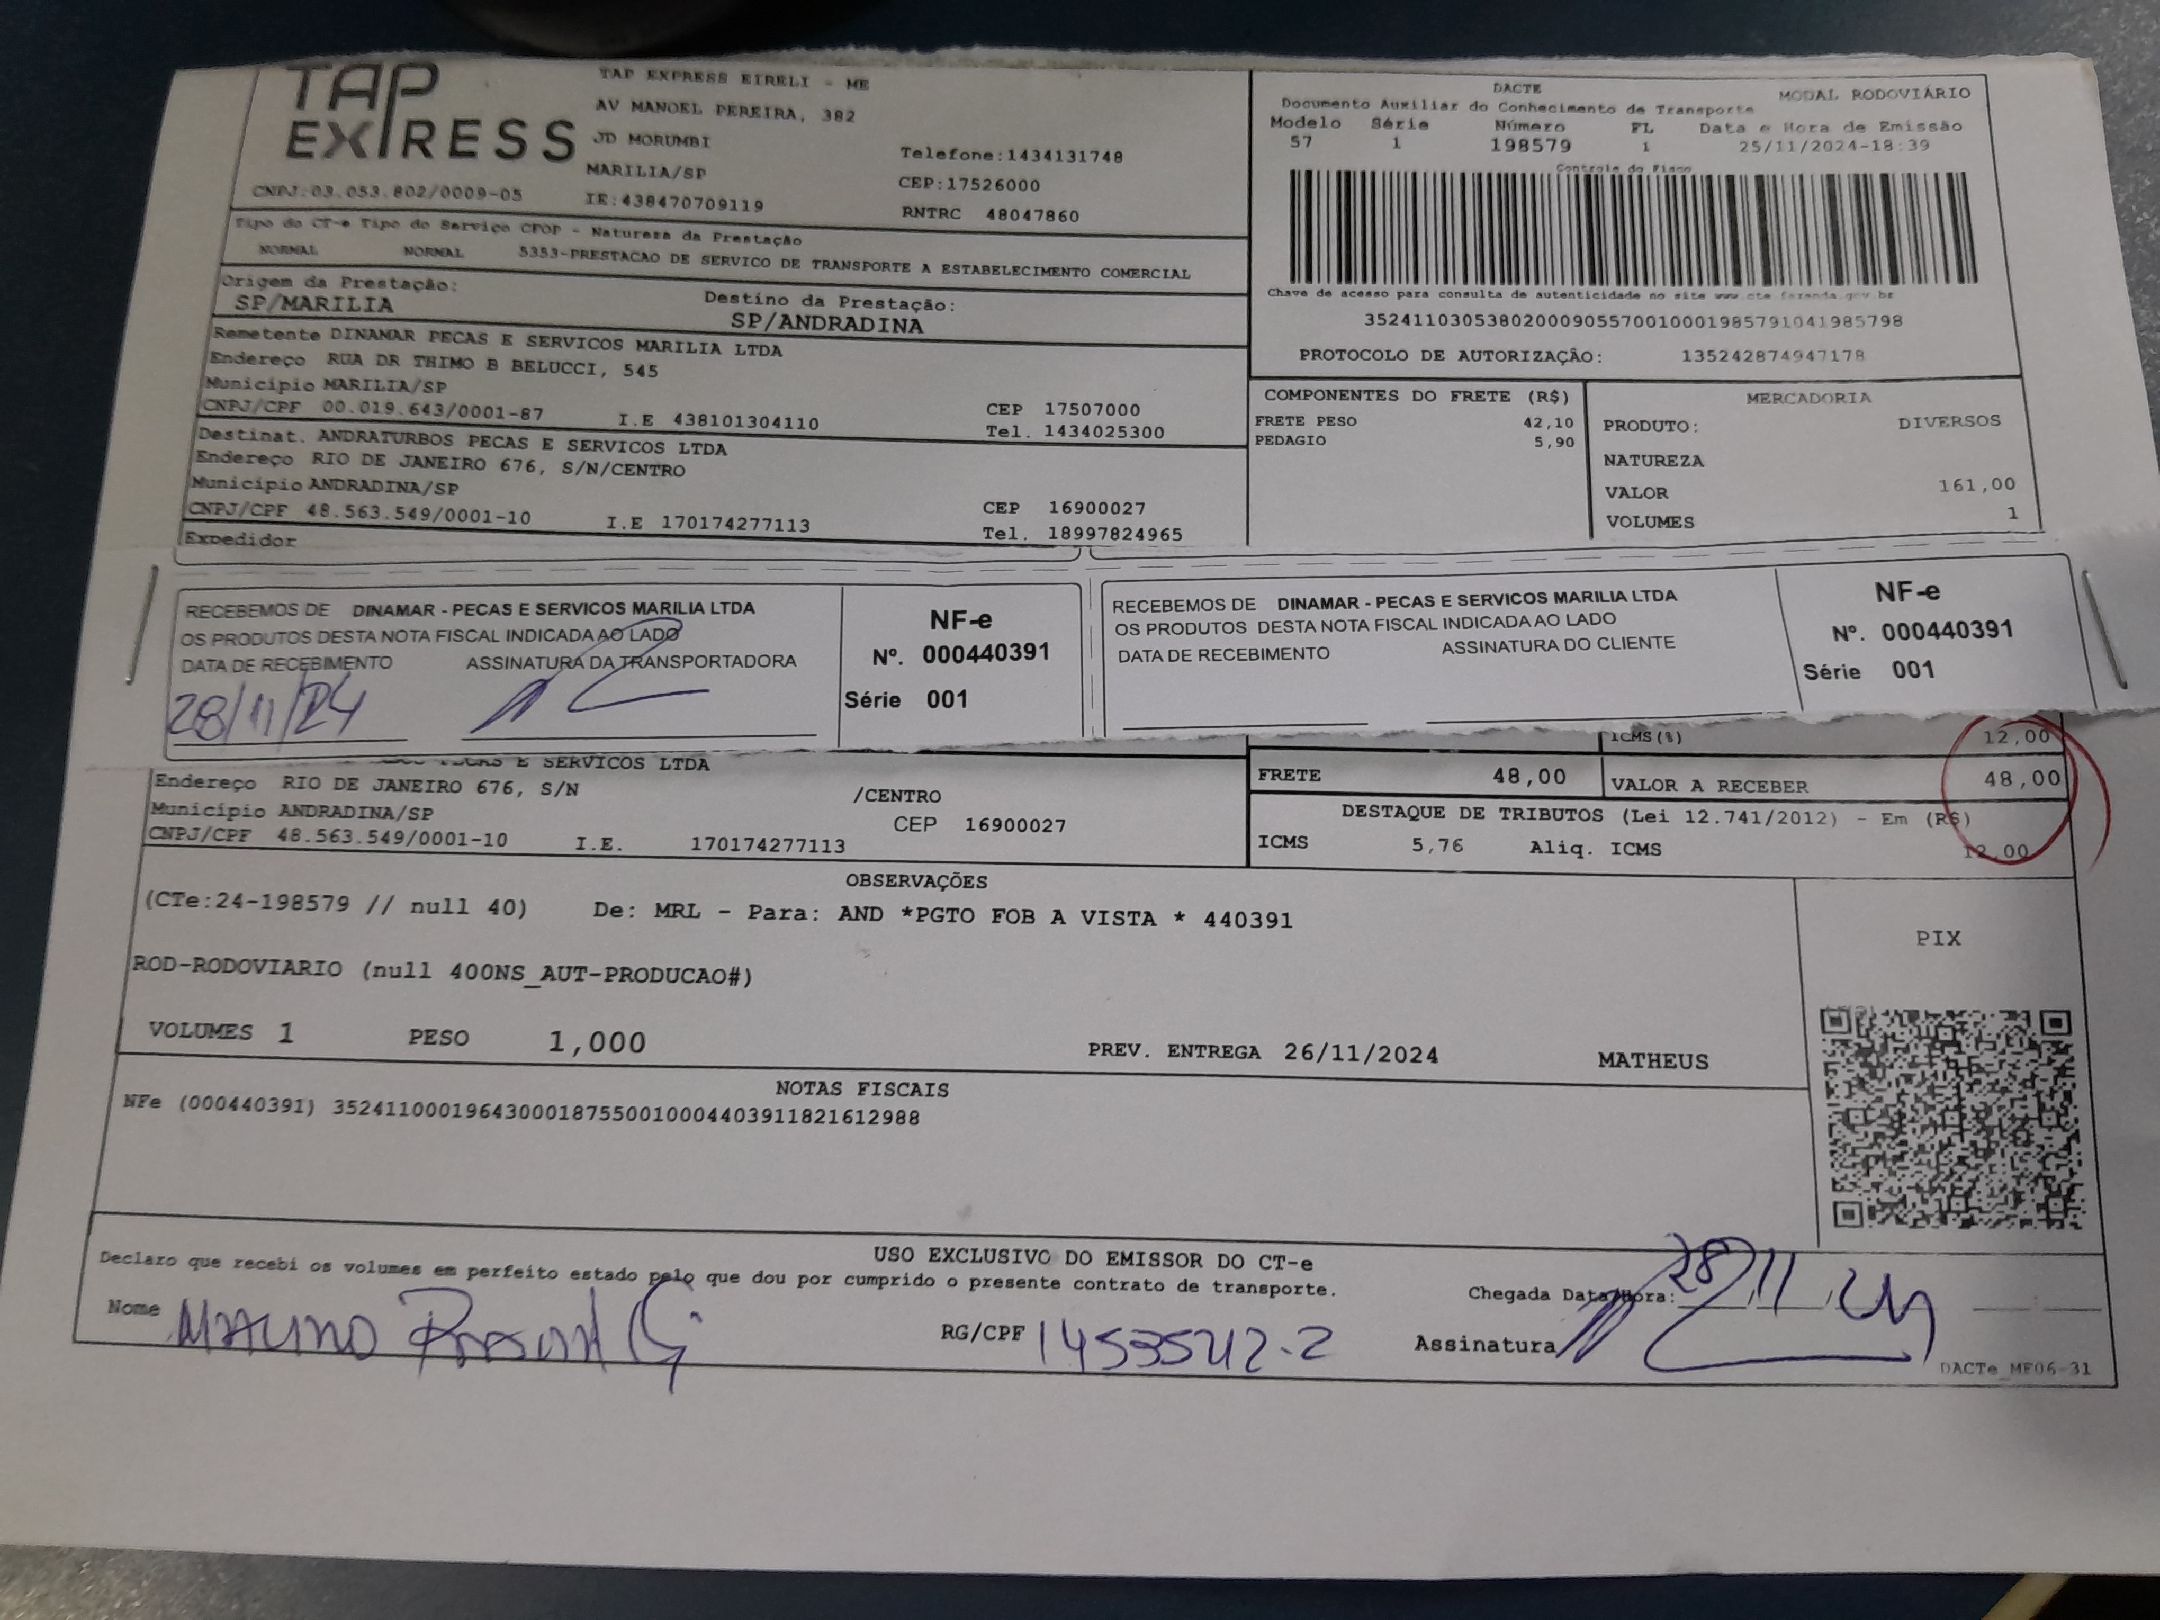 TAP EXPRESS
TAP EXPRESS EIRELI - ME
AV MANOEL PEREIRA, 382
JD MORUMBI
MARILIA/SP
CNPJ:03.053.802/0009-05
IE:438470709119
Telefone:1434131748
CEP:17526000
RNTRC 48047860
DACTE
Documento Auxiliar do Conhecimento de Transporte
MODAL RODOVIÁRIO
Modelo Série Número FL Data e Hora de Emissão
57 1 198579 1 25/11/2024-18:39
Controle do Fisco
Tipo do CT-e Tipo do Serviço CFOP - Natureza da Prestação
NORMAL NORMAL 5353-PRESTACAO DE SERVICO DE TRANSPORTE A ESTABELECIMENTO COMERCIAL
Origem da Prestação: Destino da Prestação:
SP/MARILIA SP/ANDRADINA
Chave de acesso para consulta de autenticidade no site www.cte.fazenda.gov.br
35241103053802000905570010001985791041985798
PROTOCOLO DE AUTORIZAÇÃO: 135242874947178
Remetente DINAMAR PECAS E SERVICOS MARILIA LTDA
Endereço RUA DR THIMO B BELUCCI, 545
Município MARILIA/SP
CNPJ/CPF 00.019.643/0001-87 I.E 438101304110
CEP 17507000
Tel. 1434025300
Destinat. ANDRATURBOS PECAS E SERVICOS LTDA
Endereço RIO DE JANEIRO 676, S/N/CENTRO
Município ANDRADINA/SP
CNPJ/CPF 48.563.549/0001-10 I.E 170174277113
CEP 16900027
Tel. 18997824965
Expedidor
COMPONENTES DO FRETE (R$)
FRETE PESO 42,10
PEDAGIO 5,90
MERCADORIA
PRODUTO: DIVERSOS
NATUREZA
VALOR 161,00
VOLUMES 1
RECEBEMOS DE DINAMAR - PECAS E SERVICOS MARILIA LTDA
OS PRODUTOS DESTA NOTA FISCAL INDICADA AO LADO
DATA DE RECEBIMENTO ASSINATURA DA TRANSPORTADORA
28/11/24
NF-e
Nº. 000440391
Série 001
RECEBEMOS DE DINAMAR - PECAS E SERVICOS MARILIA LTDA
OS PRODUTOS DESTA NOTA FISCAL INDICADA AO LADO
DATA DE RECEBIMENTO ASSINATURA DO CLIENTE
NF-e
Nº. 000440391
Série 001
E SERVICOS LTDA
Endereço RIO DE JANEIRO 676, S/N /CENTRO
Município ANDRADINA/SP CEP 16900027
CNPJ/CPF 48.563.549/0001-10 I.E. 170174277113
ICMS(%) 12,00
FRETE 48,00 VALOR A RECEBER 48,00
DESTAQUE DE TRIBUTOS (Lei 12.741/2012) - Em (R$)
ICMS 5,76 Aliq. ICMS 12,00
OBSERVAÇÕES
(CTe:24-198579 // null 40) De: MRL - Para: AND *PGTO FOB A VISTA * 440391
ROD-RODOVIARIO (null 400NS_AUT-PRODUCAO#)
PIX
VOLUMES 1 PESO 1,000 PREV. ENTREGA 26/11/2024 MATHEUS
NOTAS FISCAIS
NFe (000440391) 35241100019643000187550010004403911821612988
USO EXCLUSIVO DO EMISSOR DO CT-e
Declaro que recebi os volumes em perfeito estado pelo que dou por cumprido o presente contrato de transporte.
Chegada Data/Hora: 28/11/24
Nome RG/CPF 14535242-2 Assinatura
DACTe_MF06-31